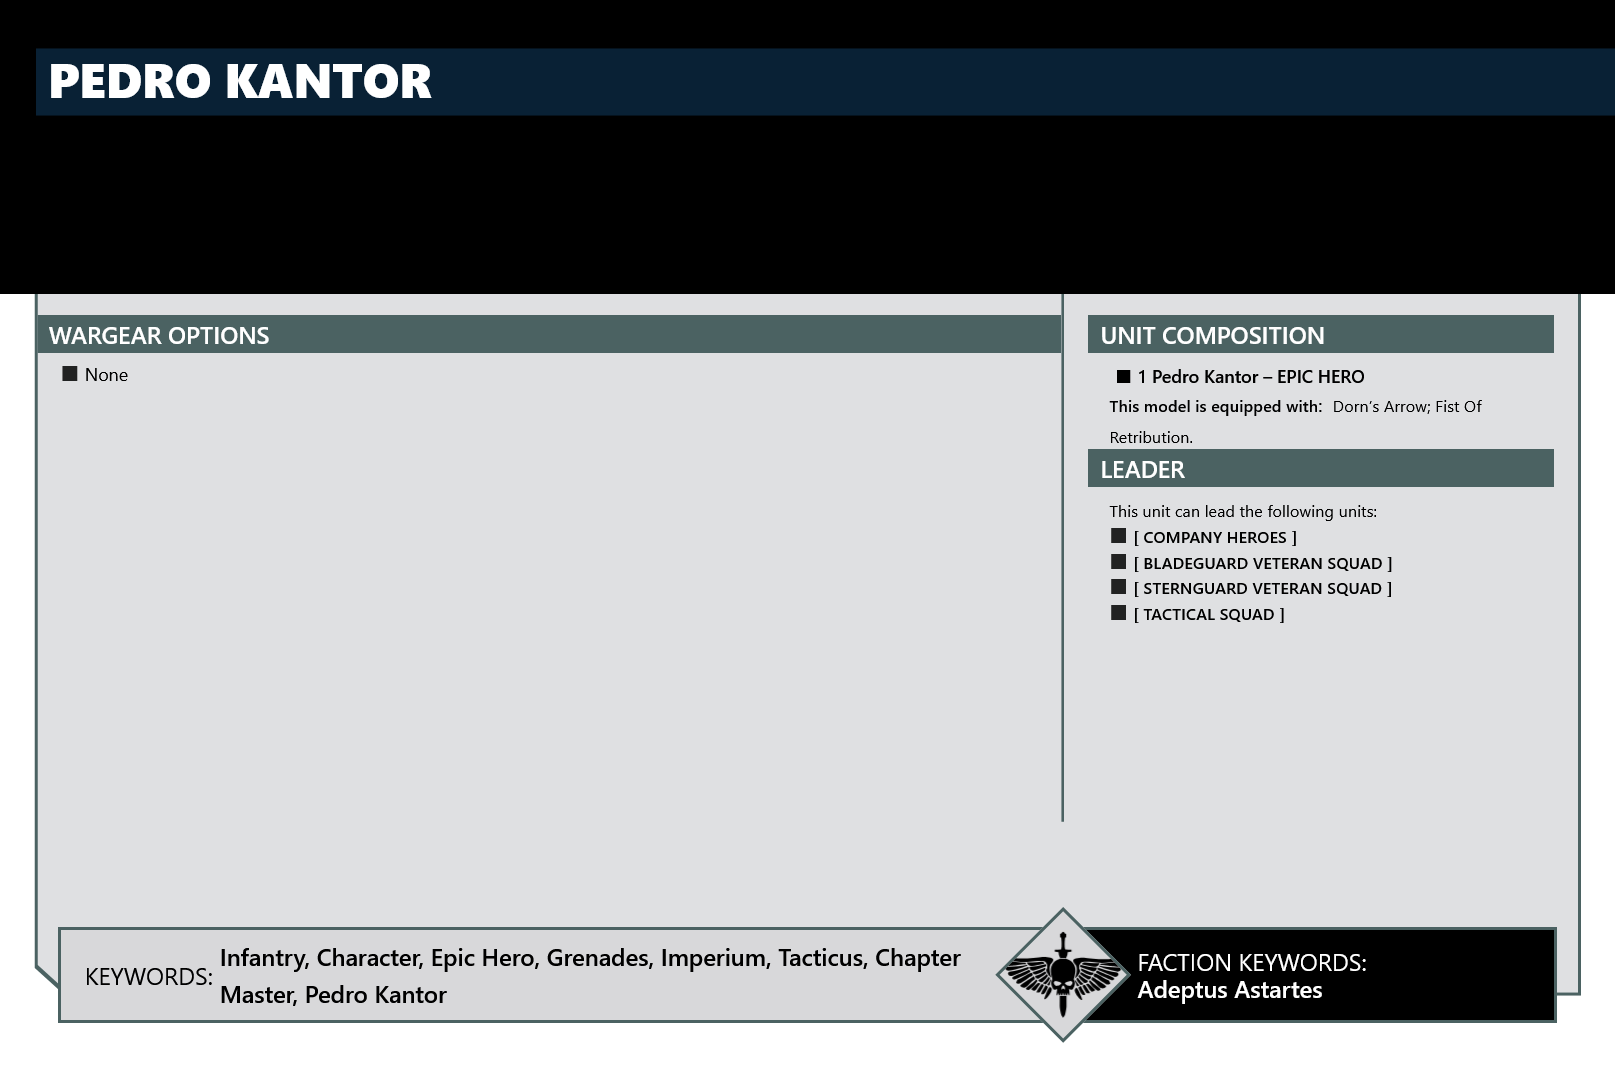 PEDRO KANTOR
WARGEAR OPTIONS
■ None
UNIT COMPOSITION
■ 1 Pedro Kantor – EPIC HERO
This model is equipped with: Dorn’s Arrow; Fist Of
Retribution.
LEADER
This unit can lead the following units:
■ [ COMPANY HEROES ]
■ [ BLADEGUARD VETERAN SQUAD ]
■ [ STERNGUARD VETERAN SQUAD ]
■ [ TACTICAL SQUAD ]
KEYWORDS: Infantry, Character, Epic Hero, Grenades, Imperium, Tacticus, Chapter
Master, Pedro Kantor
FACTION KEYWORDS:
Adeptus Astartes